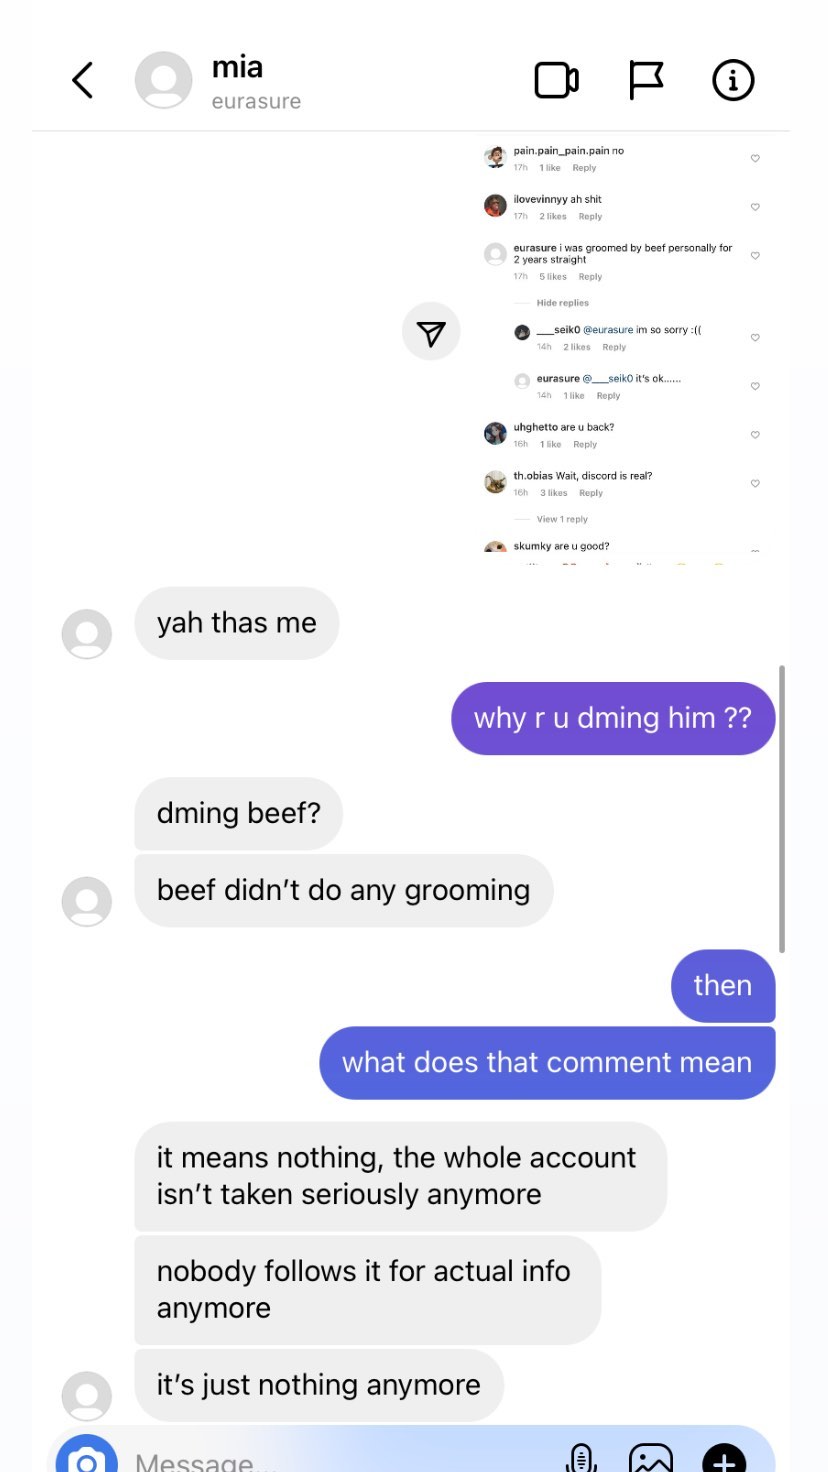 mia
eurasure
pain.pain_pain.pain no
17h 1 like Reply
ilovevinnyy ah shit
17h 2 likes Reply
eurasure i was groomed by beef personally for
2 years straight
17h 5 likes Reply
Hide replies
___seik0 @eurasure im so sorry :((
14h 2 likes Reply
eurasure @___seik0 it's ok......
14h 1 like Reply
uhghetto are u back?
16h 1 like Reply
th.obias Wait, discord is real?
16h 3 likes Reply
View 1 reply
skumky are u good?
yah thas me
why r u dming him ??
dming beef?
beef didn't do any grooming
then
what does that comment mean
it means nothing, the whole account
isn't taken seriously anymore
nobody follows it for actual info
anymore
it's just nothing anymore
Message...